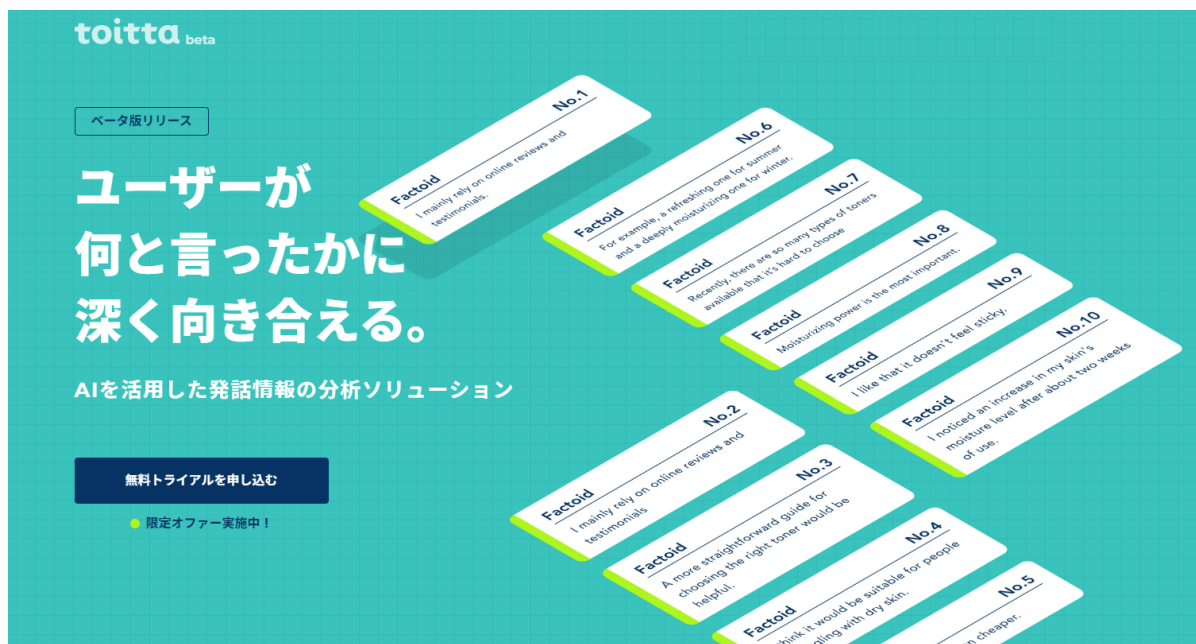 toitta beta
ベータ版リリース
ユーザーが
何と言ったかに
深く向き合える。
AIを活用した発話情報の分析ソリューション
無料トライアルを申し込む
限定オファー実施中！
Factoid No.1
I mainly rely on online reviews and
testimonials.
Factoid No.6
For example, a refreshing one for summer
and a deeply moisturizing one for winter.
Factoid No.7
Recently, there are so many types of toners
available that it's hard to choose
Factoid No.8
Moisturizing power is the most important.
Factoid No.9
I like that it doesn't feel sticky.
Factoid No.10
I noticed an increase in my skin's
moisture level after about two weeks
of use.
Factoid No.2
I mainly rely on online reviews and
testimonials
Factoid No.3
A more straightforward guide for
choosing the right toner would be
helpful.
Factoid No.4
think it would be suitable for people
gling with dry skin.
No.5
n cheaper.